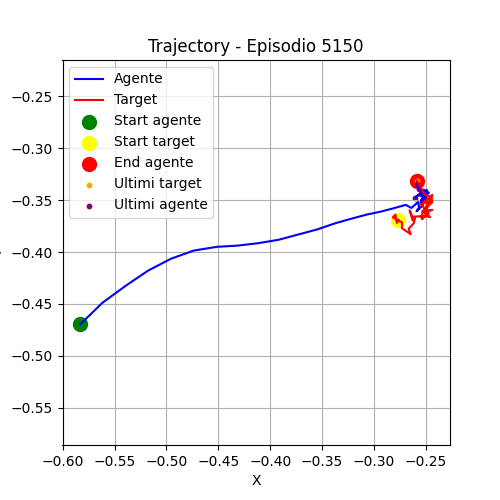 Trajectory - Episodio 5150
Agente
Target
Start agente
Start target
End agente
Ultimi target
Ultimi agente
−0.25
−0.30
−0.35
−0.40
−0.45
−0.50
−0.55
−0.60 −0.55 −0.50 −0.45 −0.40 −0.35 −0.30 −0.25
X